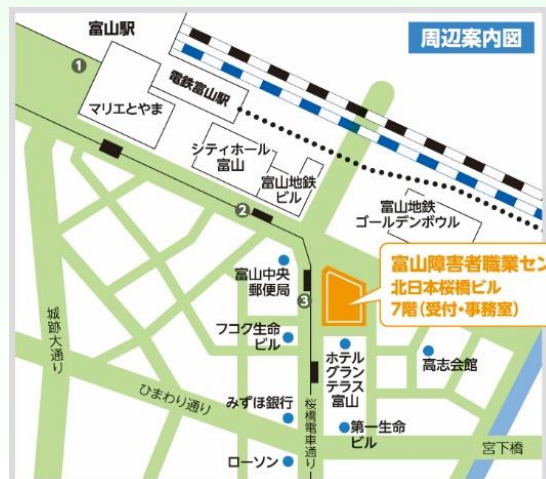 富山駅
周辺案内図
①
電鉄富山駅
マリエとやま
シティホール
富山
富山地鉄
ビル
富山地鉄
ゴールデンボウル
②
富山障害者職業セン
北日本桜橋ビル
7階(受付・事務室)
富山中央
郵便局
③
城跡大通り
フコク生命
ビル
ホテル
グラン
テラス
富山
高志会館
ひまわり通り
みずほ銀行
桜橋電車通り
第一生命
ビル
宮下橋
ローソン